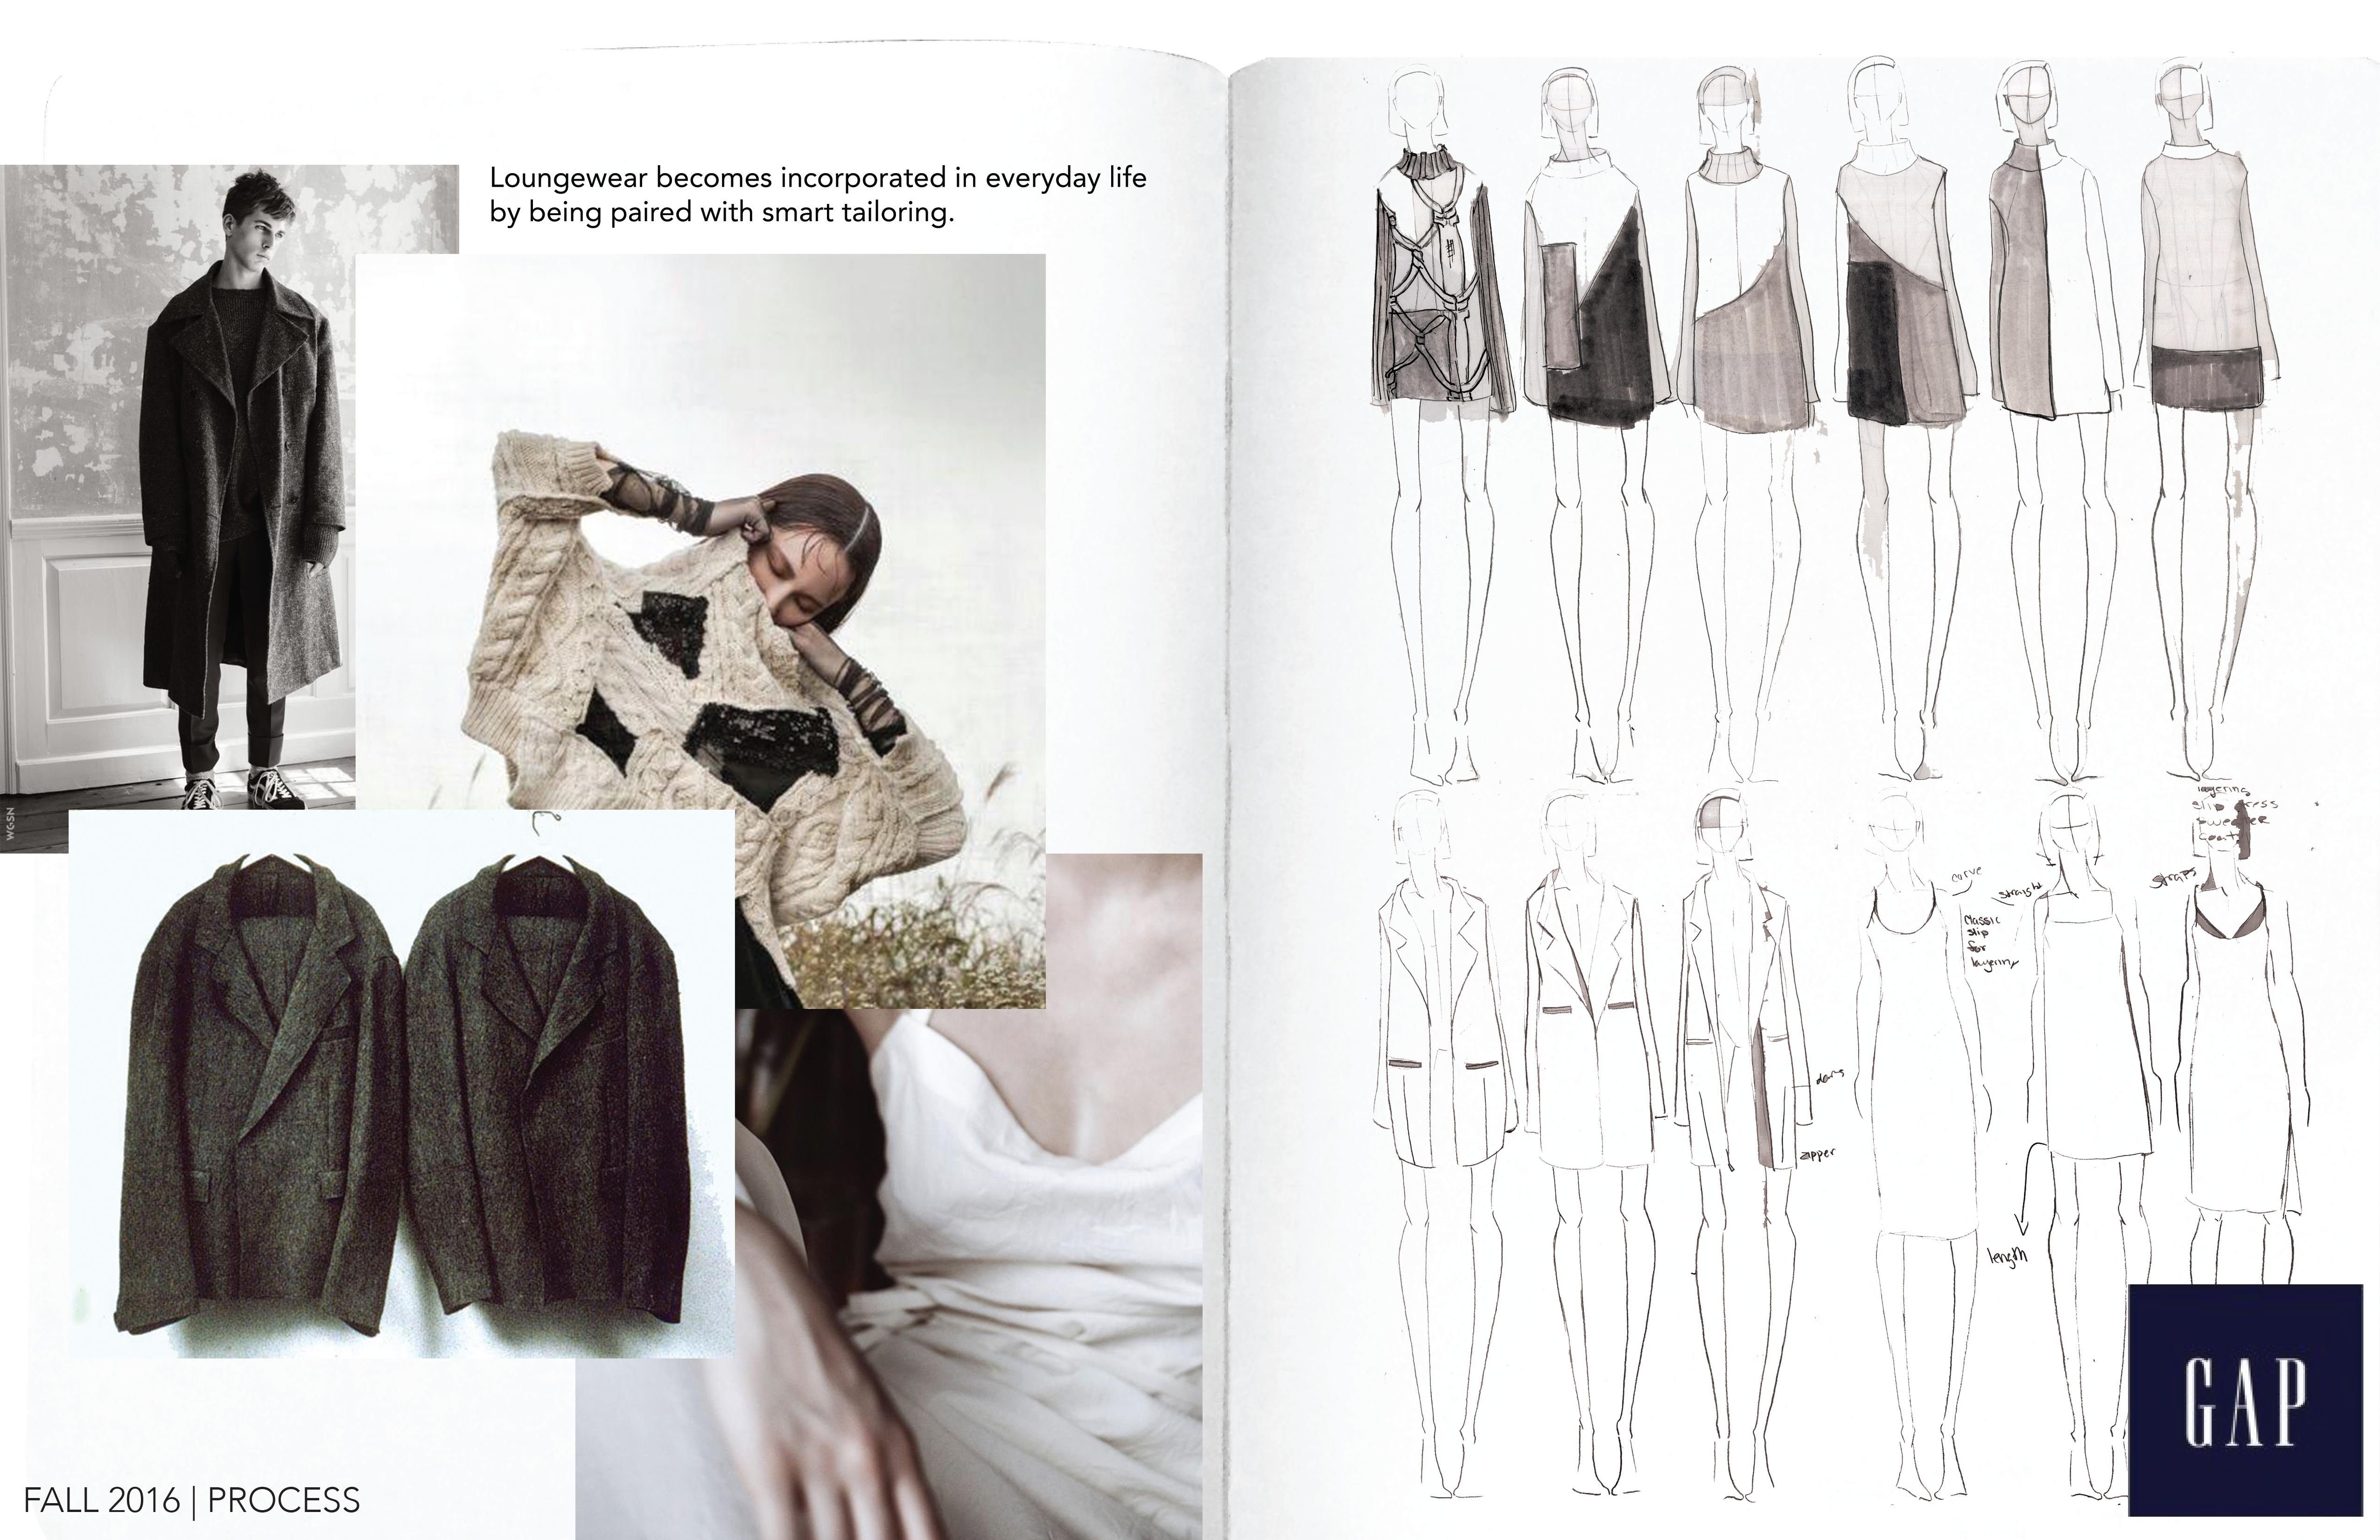 Loungewear becomes incorporated in everyday life
by being paired with smart tailoring.
WGSN
FALL 2016 | PROCESS
layering
slip dress
sweater
coat
curve
straight
straps
Classic
slip
for
layering
zipper
length
GAP